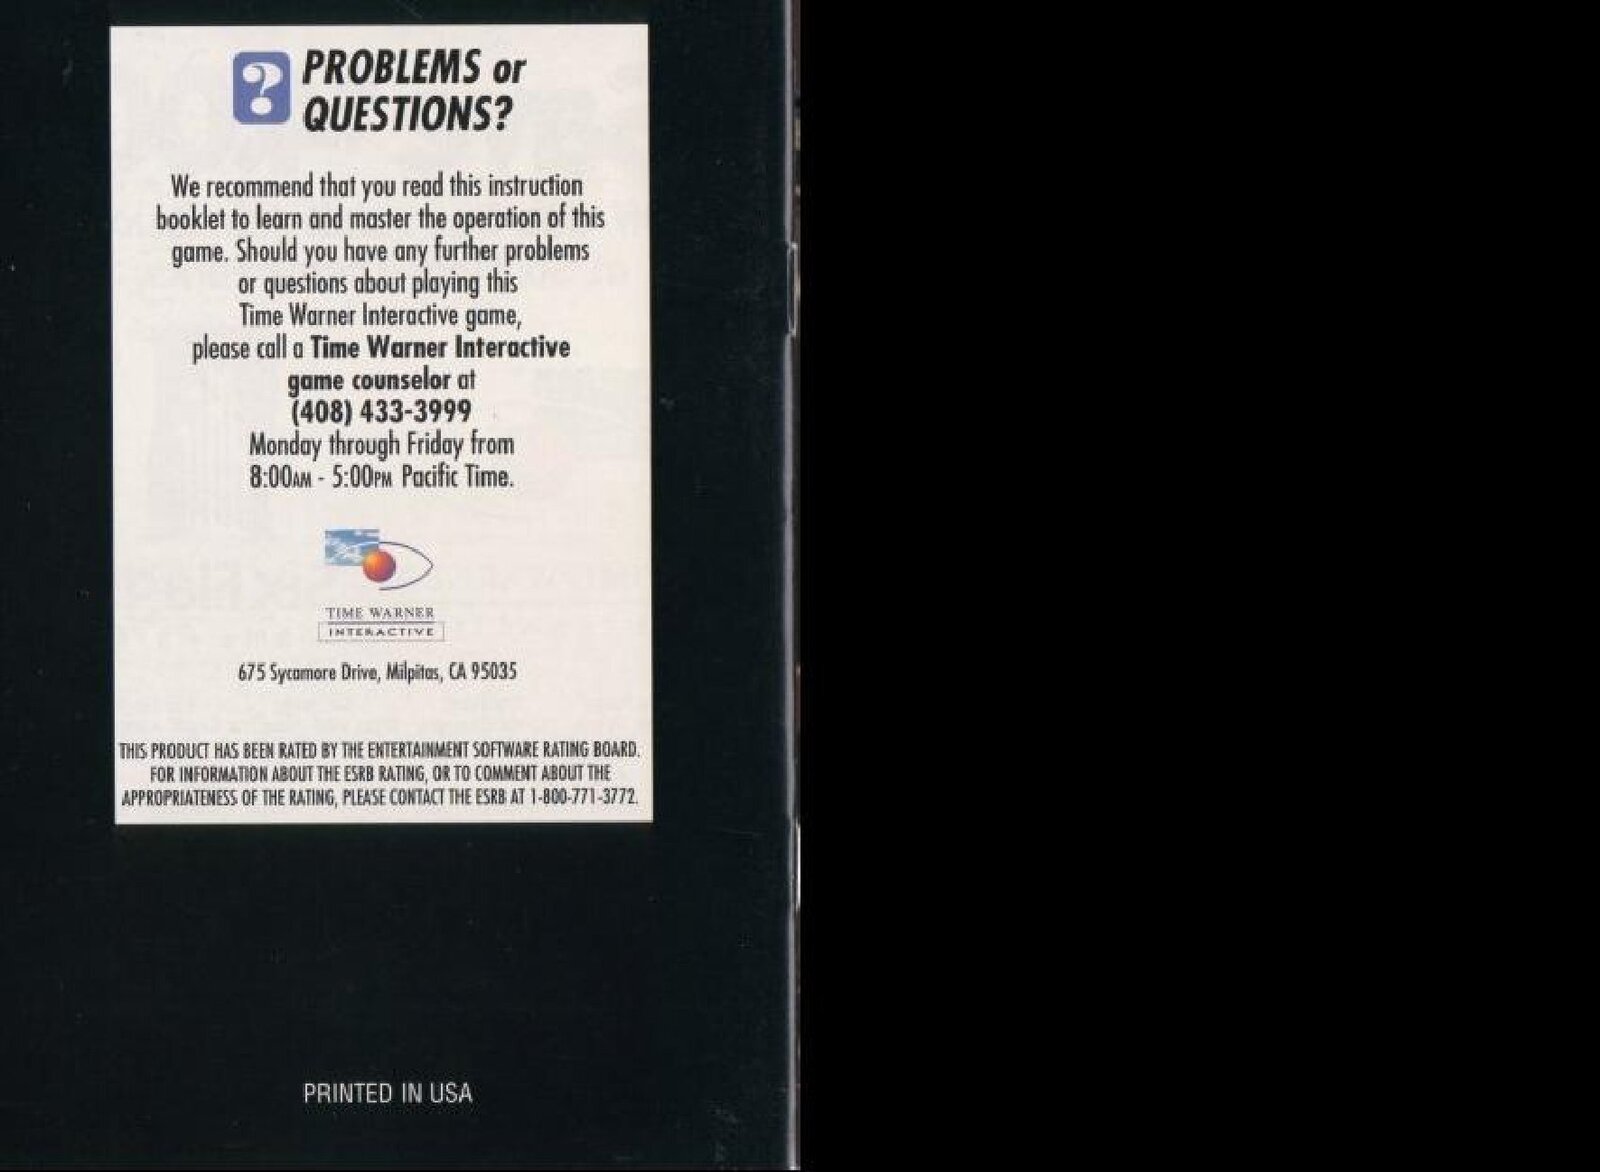 ?
PROBLEMS or
QUESTIONS?
We recommend that you read this instruction
booklet to learn and master the operation of this
game. Should you have any further problems
or questions about playing this
Time Warner Interactive game,
please call a Time Warner Interactive
game counselor at
(408) 433-3999
Monday through Friday from
8:00AM - 5:00PM Pacific Time.
TIME WARNER
INTERACTIVE
675 Sycamore Drive, Milpitas, CA 95035
THIS PRODUCT HAS BEEN RATED BY THE ENTERTAINMENT SOFTWARE RATING BOARD.
FOR INFORMATION ABOUT THE ESRB RATING, OR TO COMMENT ABOUT THE
APPROPRIATENESS OF THE RATING, PLEASE CONTACT THE ESRB AT 1-800-771-3772.
PRINTED IN USA